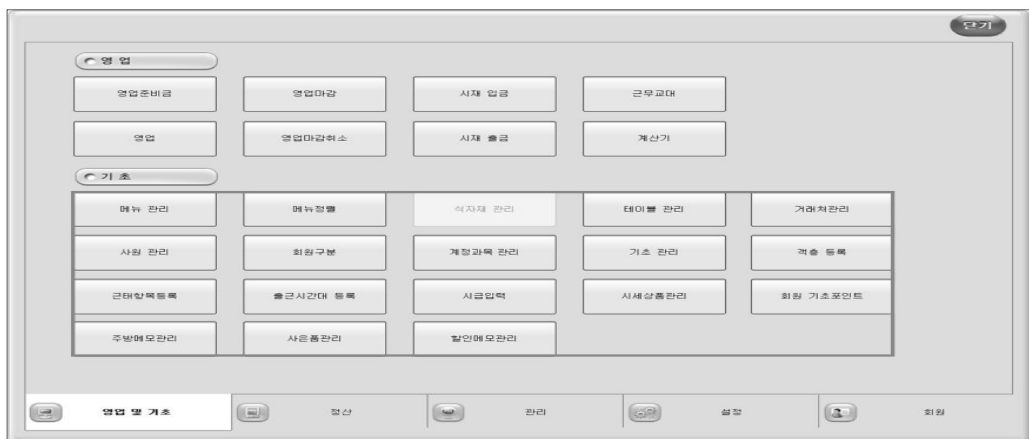 닫기
영 업
영업준비금 영업마감 시재 입금 근무교대
영업 영업마감취소 시재 출금 계산기
기 초
메뉴 관리 메뉴정렬 식자재 관리 테이블 관리 거래처관리
사원 관리 회원구분 계정과목 관리 기초 관리 객층 등록
근태항목등록 출근시간대 등록 시급입력 시세상품관리 회원 기초포인트
주방메모관리 사은품관리 할인메모관리
영업 및 기초 정산 관리 설정 회원